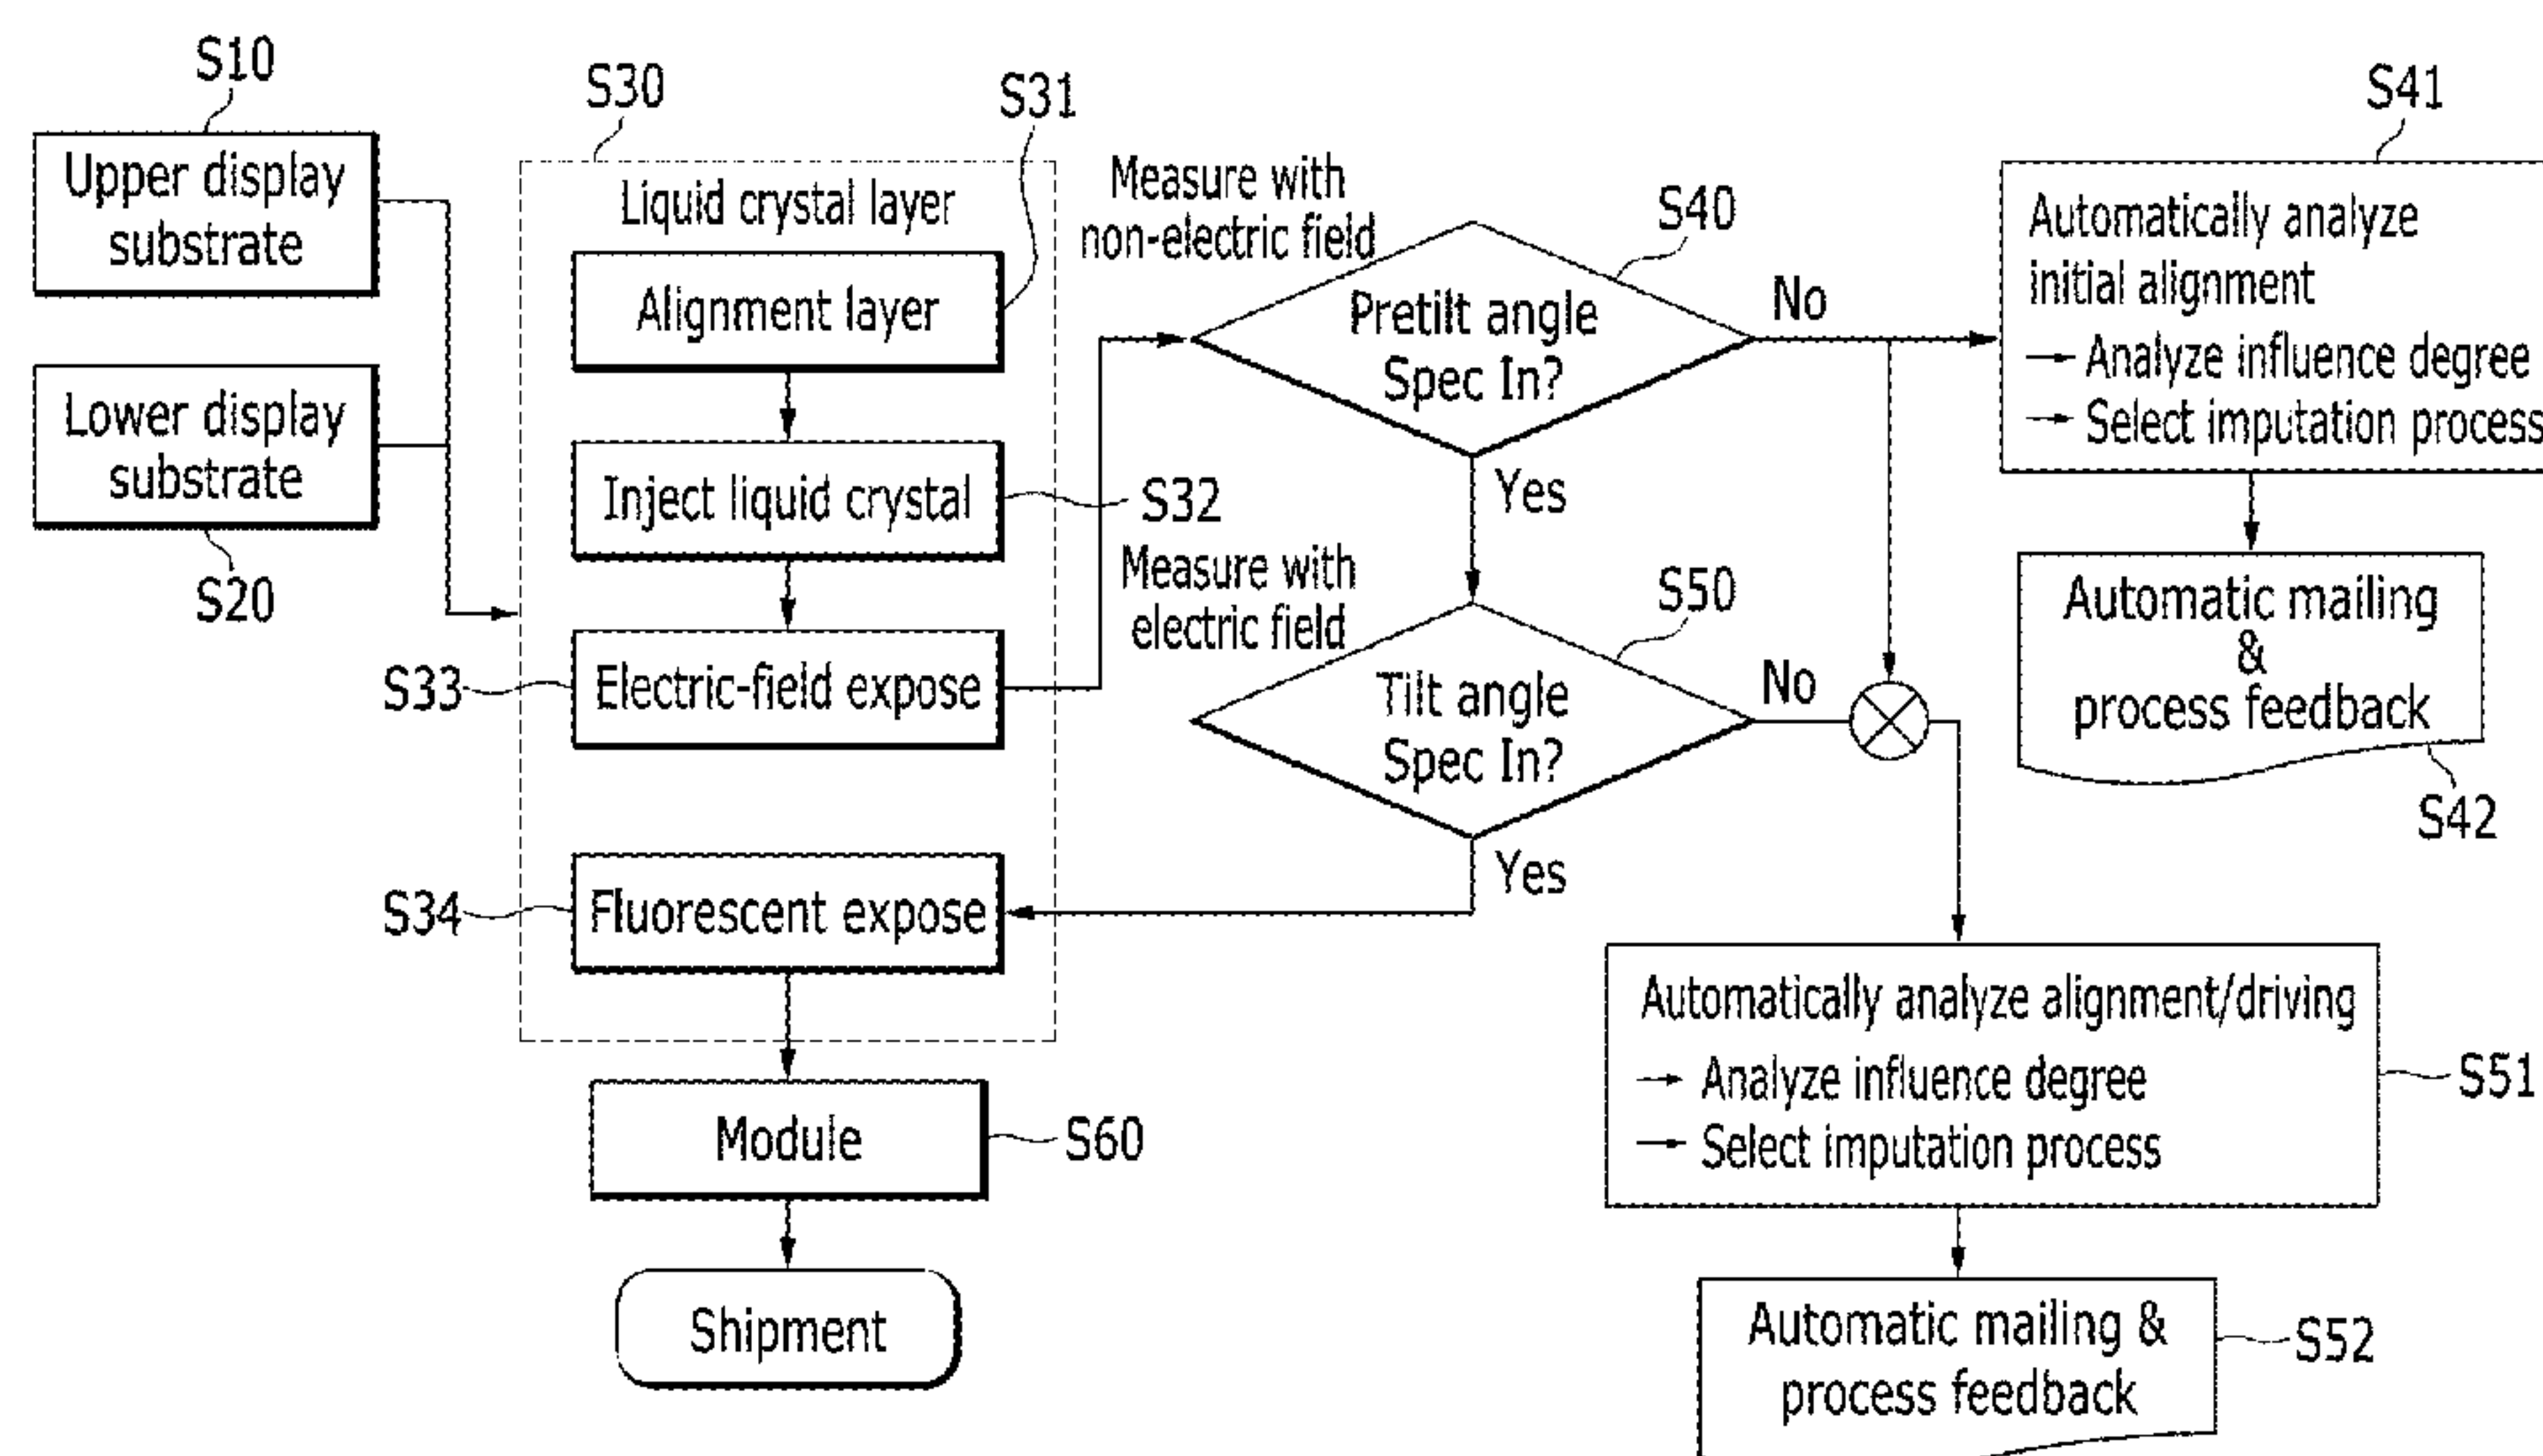 S10
Upper display
substrate
Lower display
substrate
S20
S30
S31
Liquid crystal layer
Alignment layer
Inject liquid crystal
S32
S33
Electric-field expose
S34
Fluorescent expose
Module
S60
Shipment
Measure with
non-electric field
S40
Pretilt angle
Spec In?
No
Yes
Measure with
electric field
S50
Tilt angle
Spec In?
No
Yes
S41
Automatically analyze
initial alignment
→ Analyze influence degree
→ Select imputation process
Automatic mailing
&
process feedback
S42
Automatically analyze alignment/driving
→ Analyze influence degree
→ Select imputation process
S51
Automatic mailing &
process feedback
S52